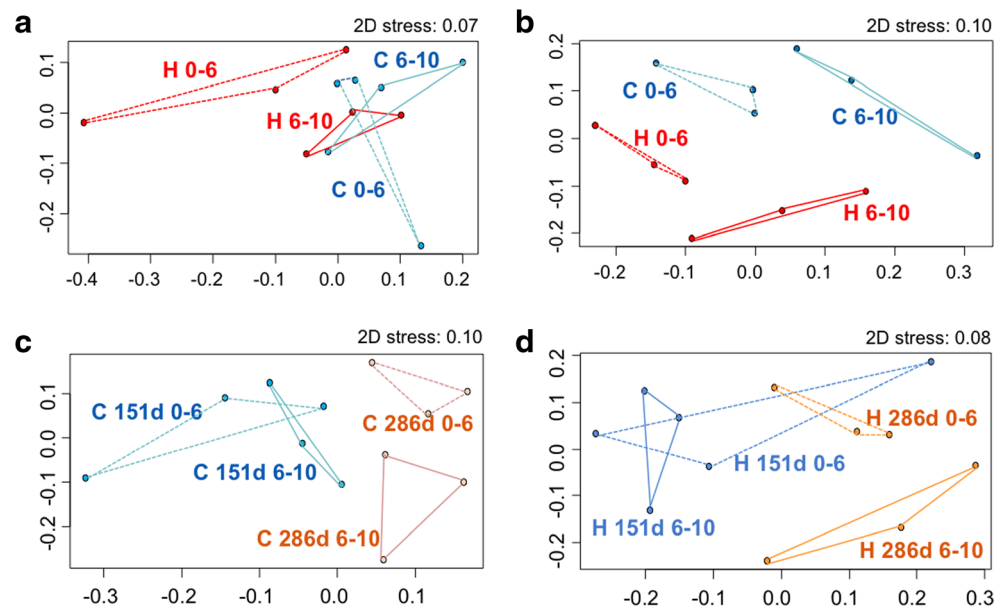 a
2D stress: 0.07
H 0-6
C 6-10
H 6-10
C 0-6
0.1
0.0
-0.1
-0.2
-0.4
-0.3
-0.2
-0.1
0.0
0.1
0.2
b
2D stress: 0.10
C 0-6
C 6-10
H 0-6
H 6-10
0.2
0.1
0.0
-0.1
-0.2
-0.2
-0.1
0.0
0.1
0.2
0.3
c
2D stress: 0.10
C 151d 0-6
C 286d 0-6
C 151d 6-10
C 286d 6-10
0.1
0.0
-0.1
-0.2
-0.3
-0.2
-0.1
0.0
0.1
d
2D stress: 0.08
H 286d 0-6
H 151d 0-6
H 151d 6-10
H 286d 6-10
0.2
0.1
0.0
-0.1
-0.2
-0.2
-0.1
0.0
0.1
0.2
0.3